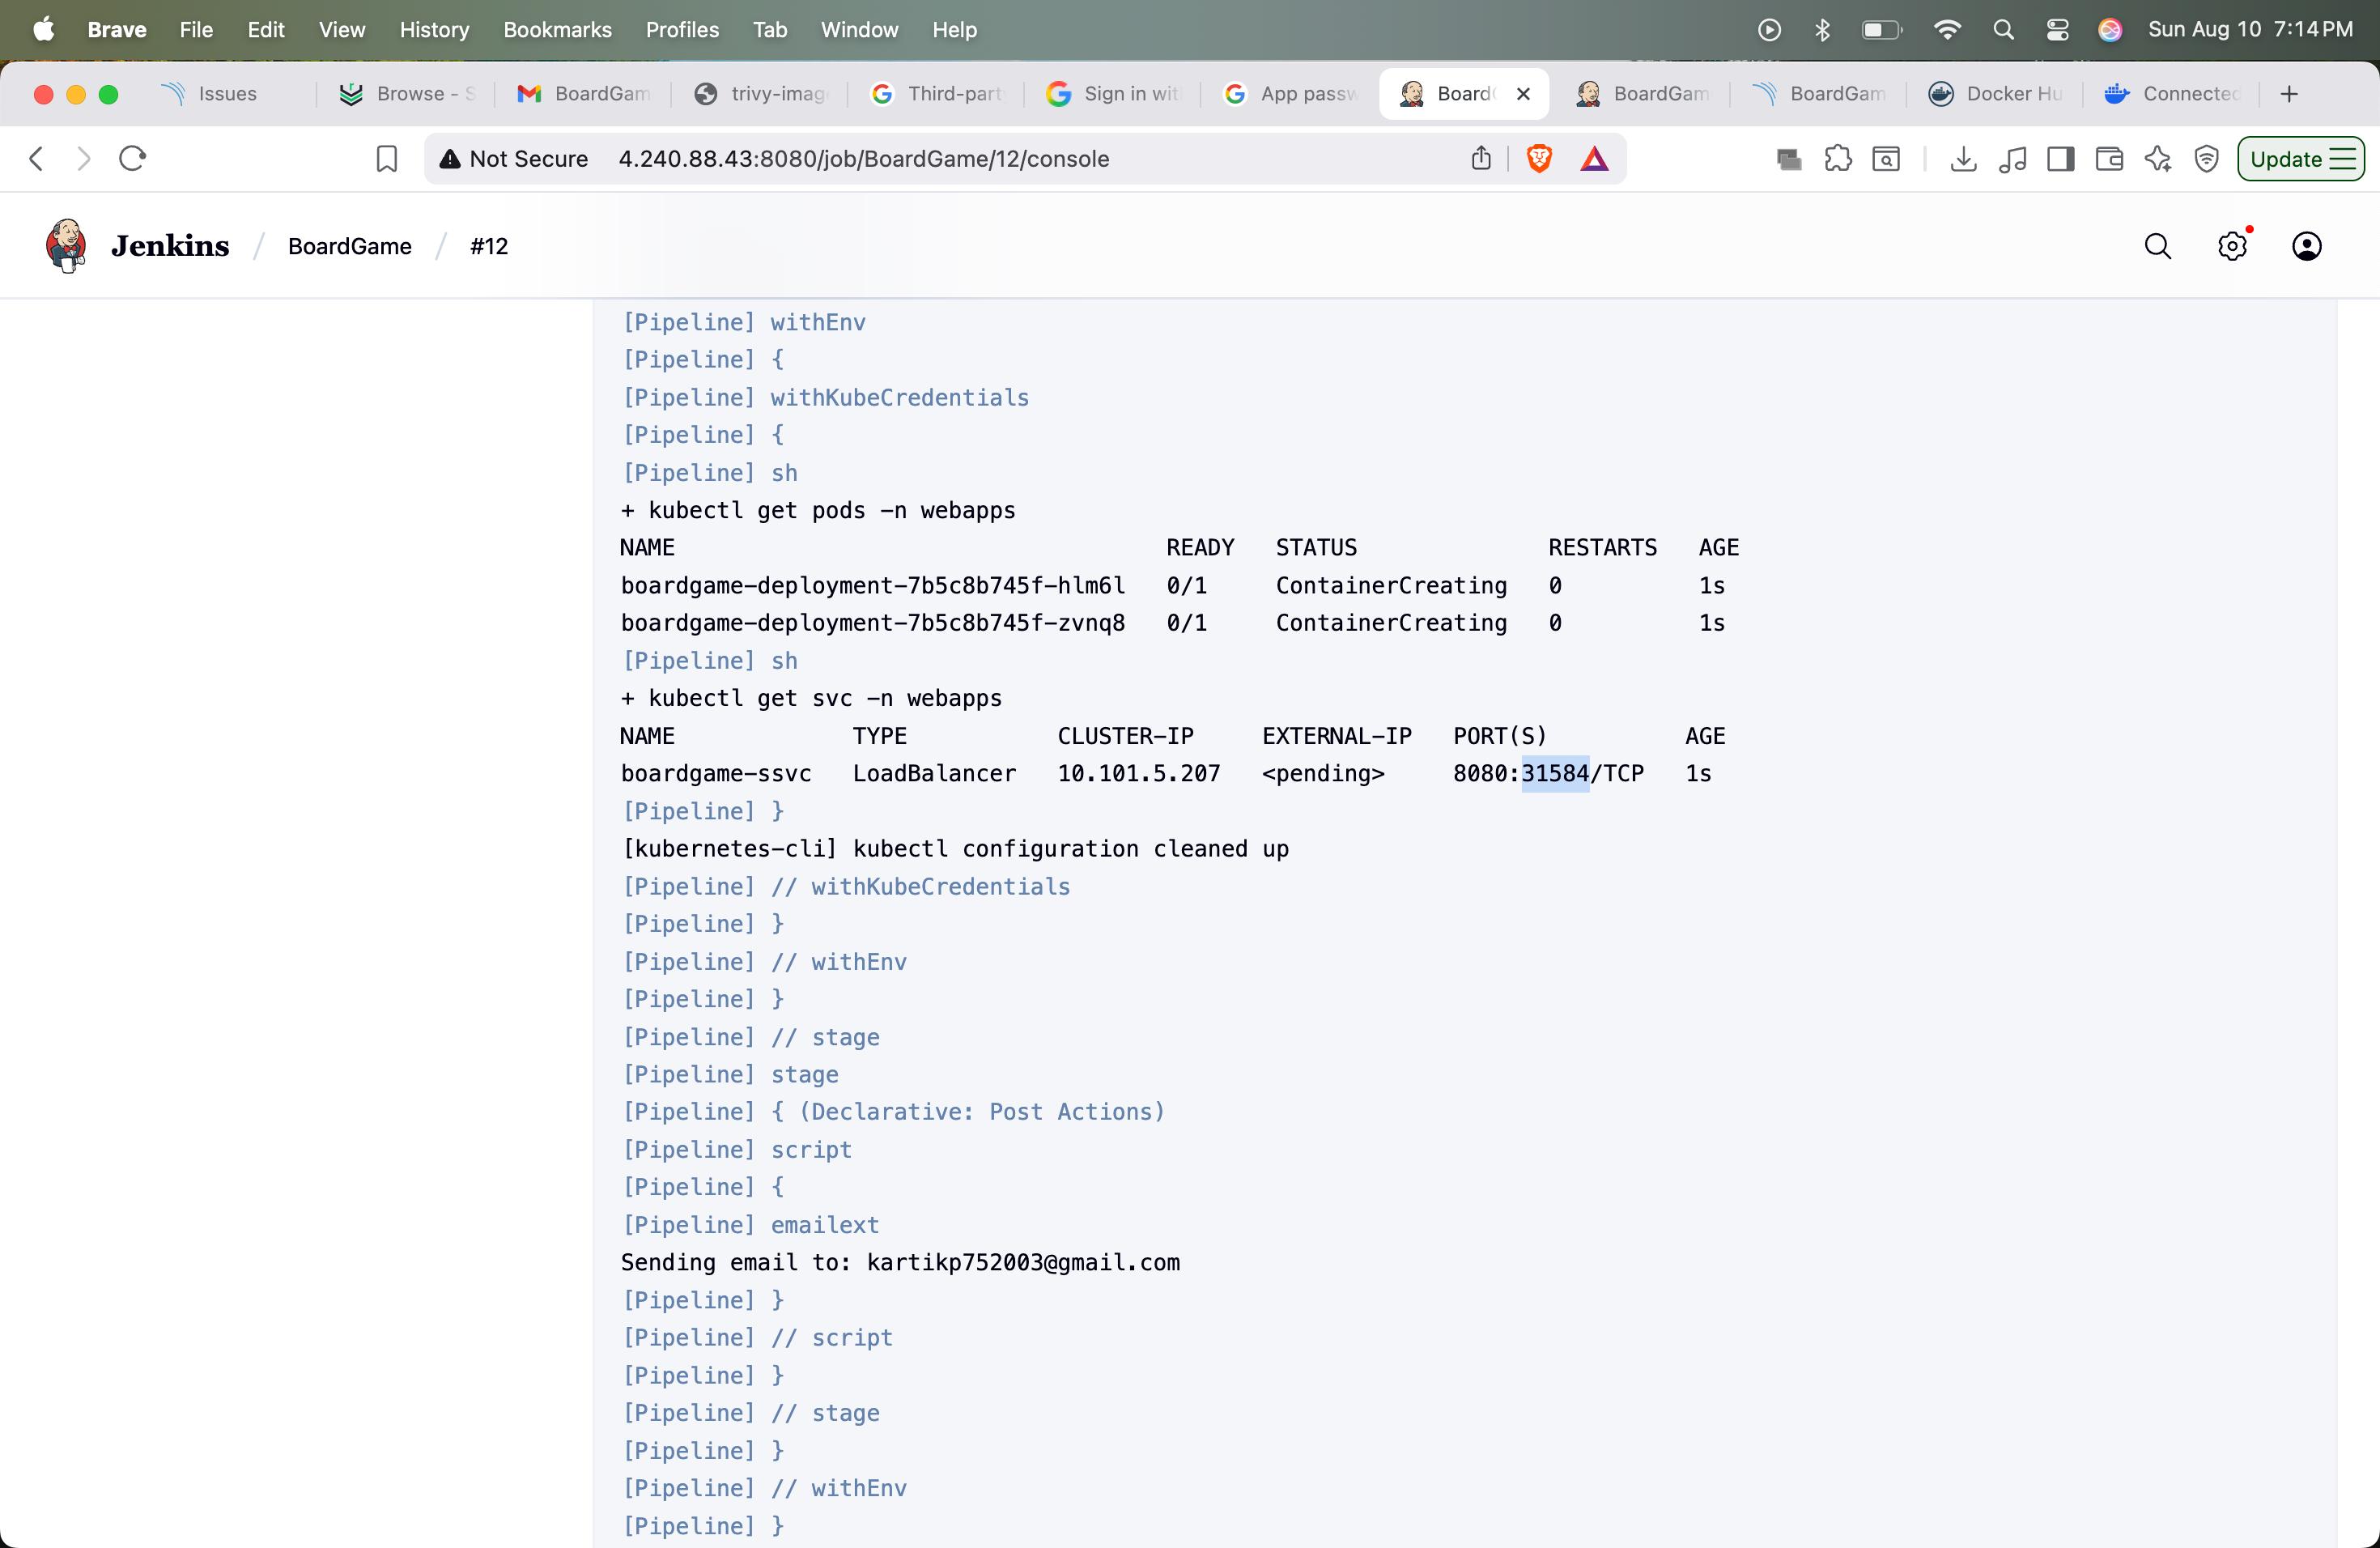 Brave File Edit View History Bookmarks Profiles Tab Window Help Sun Aug 10 7:14 PM
Issues Browse - S BoardGam trivy-imag Third-part Sign in wit App passw Board BoardGam BoardGam Docker Hu Connected
Not Secure 4.240.88.43:8080/job/BoardGame/12/console Update
Jenkins / BoardGame / #12
[Pipeline] withEnv
[Pipeline] {
[Pipeline] withKubeCredentials
[Pipeline] {
[Pipeline] sh
+ kubectl get pods -n webapps
NAME READY STATUS RESTARTS AGE
boardgame-deployment-7b5c8b745f-hlm6l 0/1 ContainerCreating 0 1s
boardgame-deployment-7b5c8b745f-zvnq8 0/1 ContainerCreating 0 1s
[Pipeline] sh
+ kubectl get svc -n webapps
NAME TYPE CLUSTER-IP EXTERNAL-IP PORT(S) AGE
boardgame-ssvc LoadBalancer 10.101.5.207 <pending> 8080:31584/TCP 1s
[Pipeline] }
[kubernetes-cli] kubectl configuration cleaned up
[Pipeline] // withKubeCredentials
[Pipeline] }
[Pipeline] // withEnv
[Pipeline] }
[Pipeline] // stage
[Pipeline] stage
[Pipeline] { (Declarative: Post Actions)
[Pipeline] script
[Pipeline] {
[Pipeline] emailext
Sending email to: kartikp752003@gmail.com
[Pipeline] }
[Pipeline] // script
[Pipeline] }
[Pipeline] // stage
[Pipeline] }
[Pipeline] // withEnv
[Pipeline] }